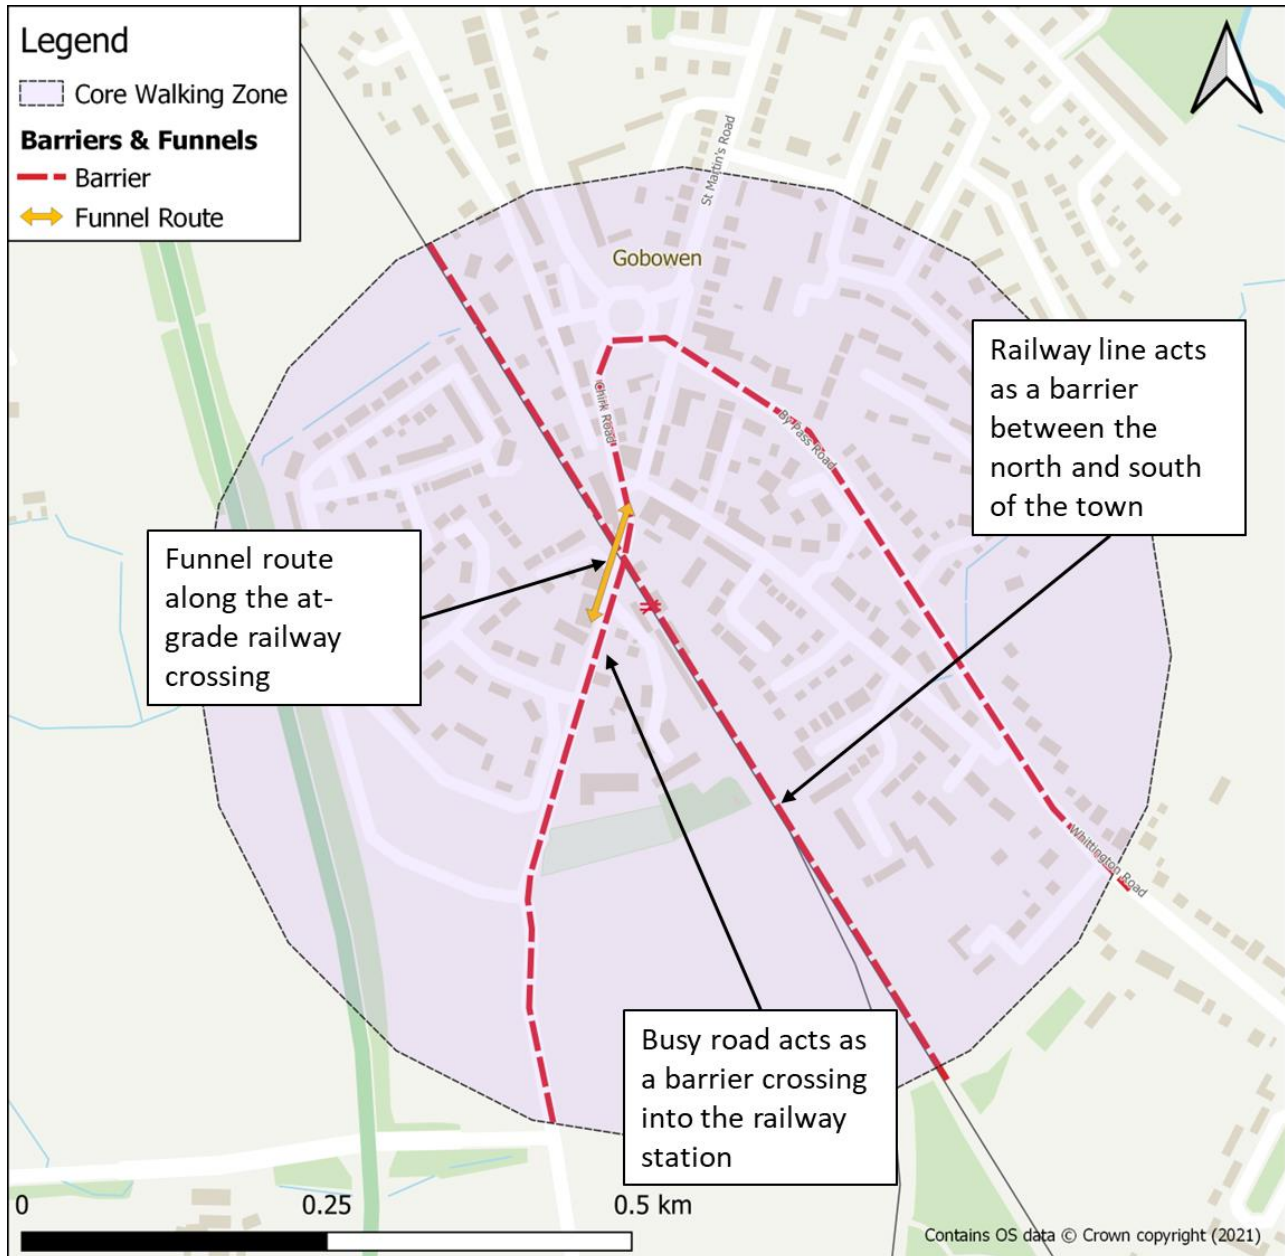 Legend
Core Walking Zone
Barriers & Funnels
Barrier
Funnel Route
St Martin's Road
Gobowen
Chirk Road
By Pass Road
Railway line acts
as a barrier
between the
north and south
of the town
Funnel route
along the at-
grade railway
crossing
Whittington Road
Busy road acts as
a barrier crossing
into the railway
station
0 0.25 0.5 km
Contains OS data © Crown copyright (2021)